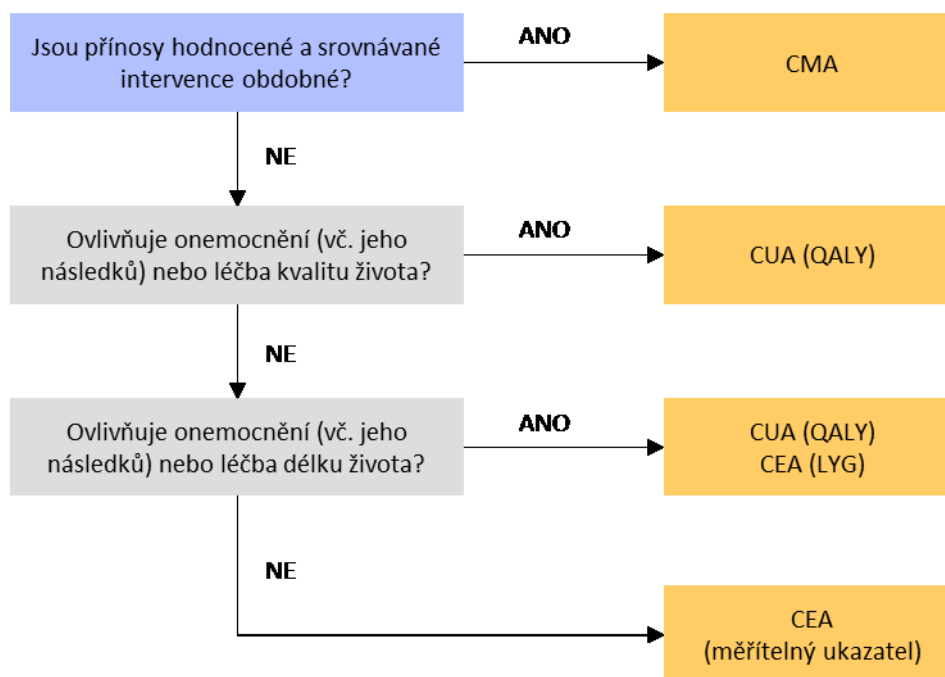 Jsou přínosy hodnocené a srovnávané
intervence obdobné?
ANO
CMA
NE
Ovlivňuje onemocnění (vč. jeho
následků) nebo léčba kvalitu života?
ANO
CUA (QALY)
NE
Ovlivňuje onemocnění (vč. jeho
následků) nebo léčba délku života?
ANO
CUA (QALY)
CEA (LYG)
NE
CEA
(měřítelný ukazatel)